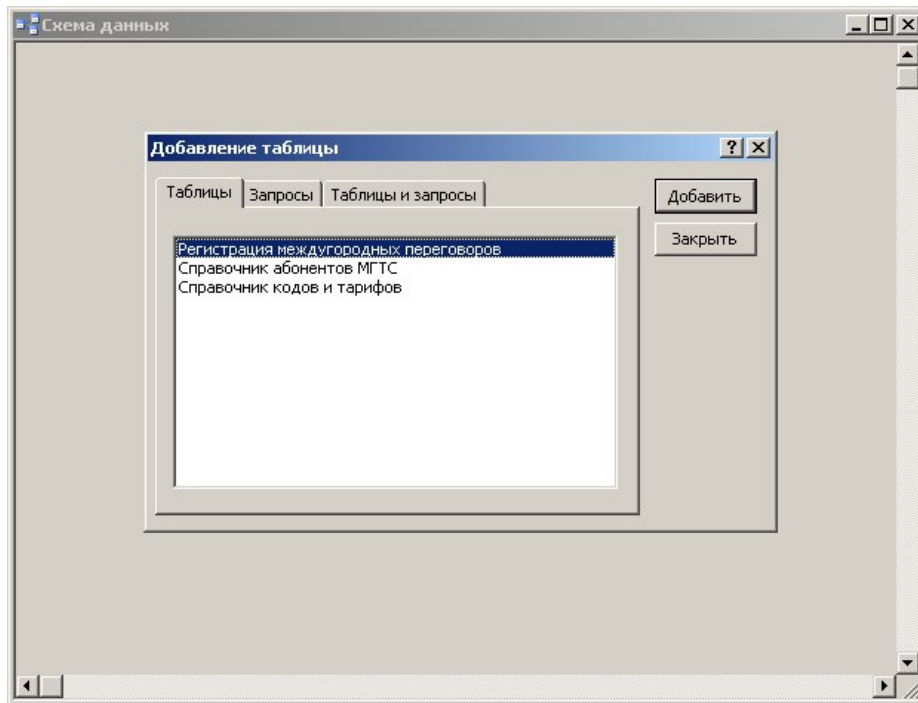 Схема данных
Добавление таблицы
Таблицы
Запросы
Таблицы и запросы
Добавить
Закрыть
Регистрация междугородных переговоров
Справочник абонентов МГТС
Справочник кодов и тарифов